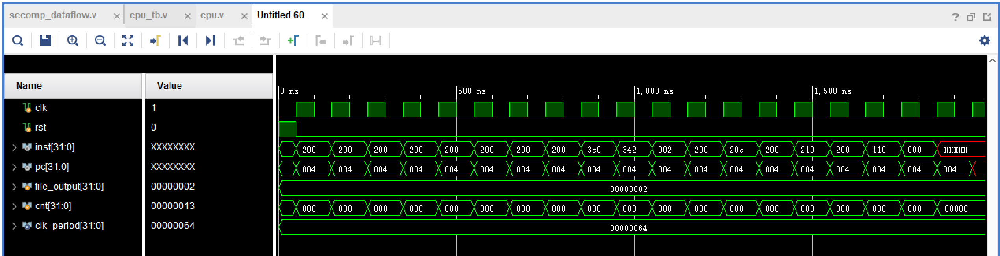 sccomp_dataflow.v × cpu_tb.v × cpu.v × Untitled 60 × ?
Name Value
0 ns 500 ns 1,000 ns 1,500 ns
clk 1
rst 0
inst[31:0] XXXXXXXX 200 200 200 200 200 200 200 200 3c0 342 002 200 20c 200 210 200 110 000 XXXXX
pc[31:0] XXXXXXXX 004 004 004 004 004 004 004 004 004 004 004 004 004 004 004 004 004 004 004
file_output[31:0] 00000002 00000002
cnt[31:0] 00000013 000 000 000 000 000 000 000 000 000 000 000 000 000 000 000 000 000 000 00000
clk_period[31:0] 00000064 00000064